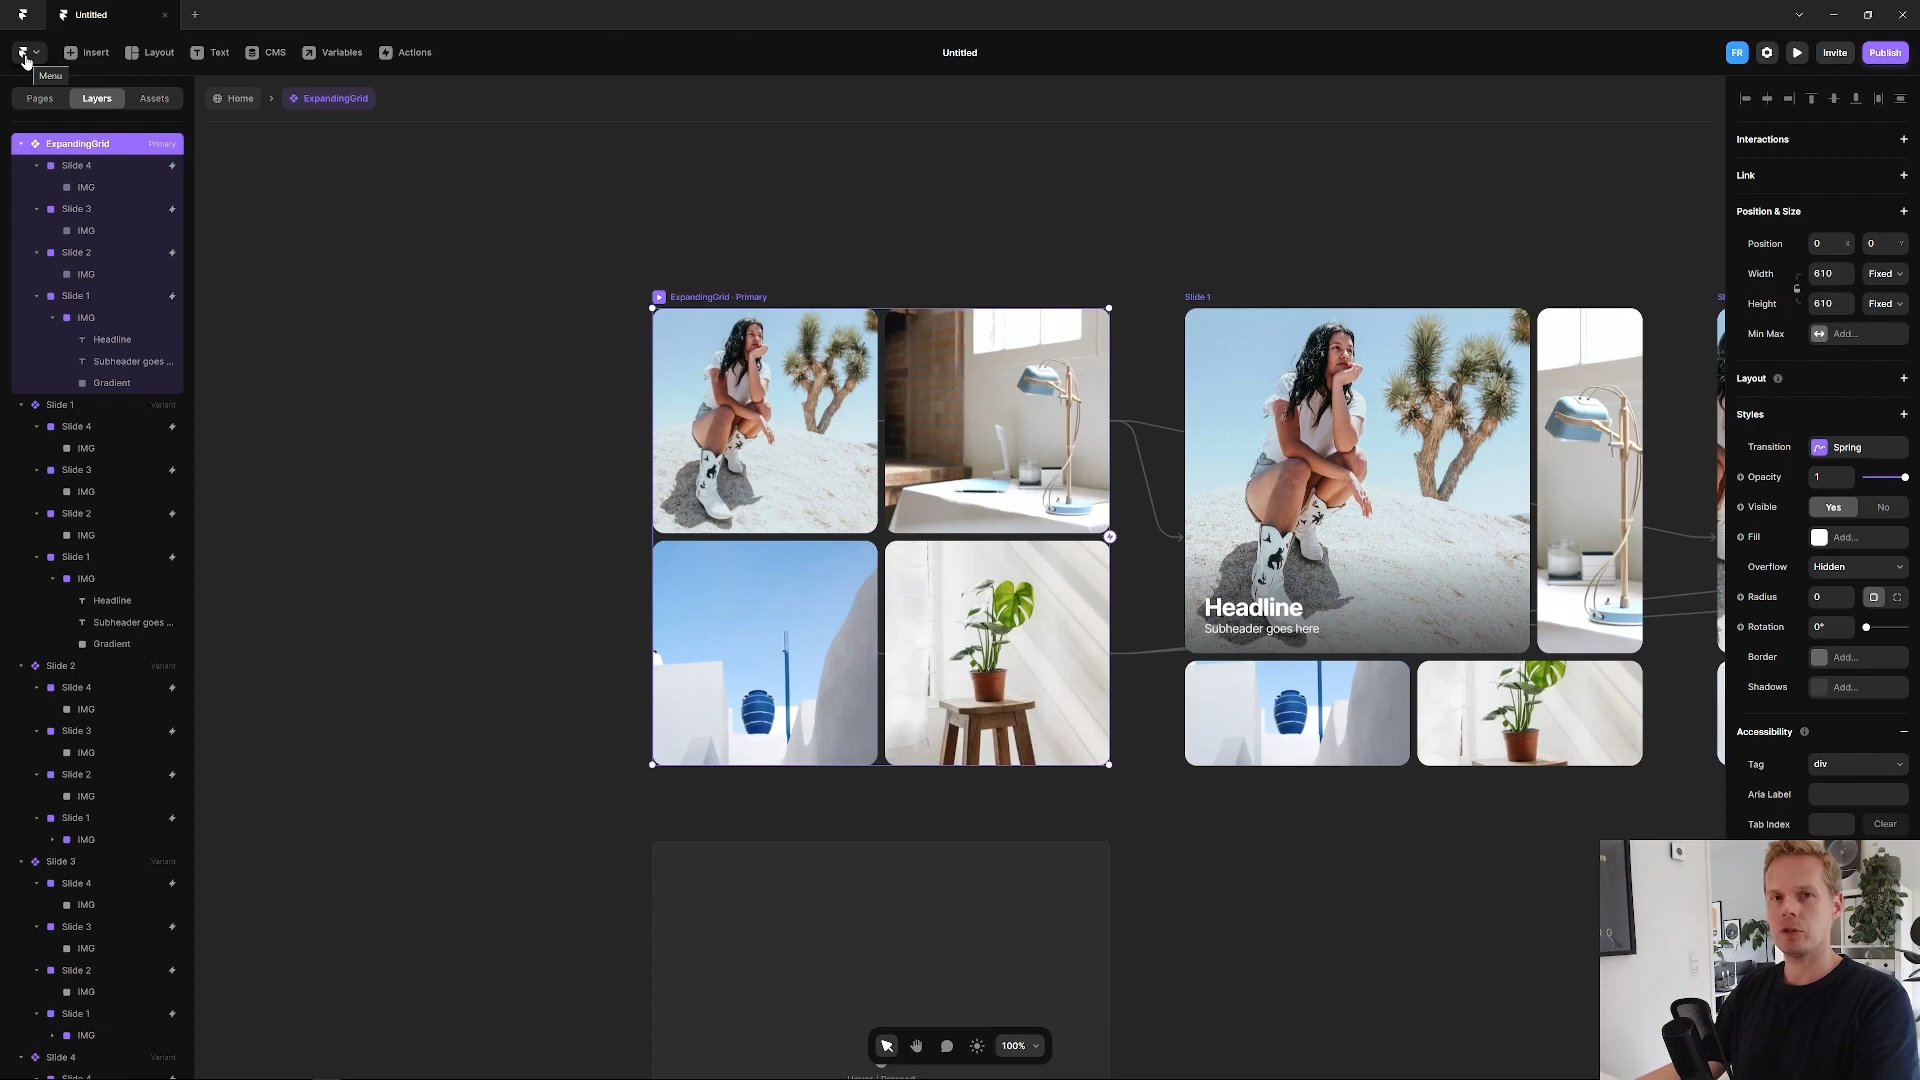 Untitled
Insert
Layout
Text
CMS
Variables
Actions
Untitled
FR
Invite
Publish
Menu
Pages
Layers
Assets
Home
ExpandingGrid
ExpandingGrid
Primary
Slide 4
IMG
Slide 3
IMG
Slide 2
IMG
Slide 1
IMG
Headline
Subheader goes ...
Gradient
Slide 1
Variant
Slide 4
IMG
Slide 3
IMG
Slide 2
IMG
Slide 1
IMG
Headline
Subheader goes ...
Gradient
Slide 2
Variant
Slide 4
IMG
Slide 3
IMG
Slide 2
IMG
Slide 1
IMG
Slide 3
Variant
Slide 4
IMG
Slide 3
IMG
Slide 2
IMG
Slide 1
IMG
Slide 4
Variant
ExpandingGrid · Primary
Slide 1
Headline
Subheader goes here
100%
Interactions
Link
Position & Size
Position
0
X
0
Y
Width
610
Fixed
Height
610
Fixed
Min Max
Add...
Layout
Styles
Transition
Spring
Opacity
1
Visible
Yes
No
Fill
Add...
Overflow
Hidden
Radius
0
Rotation
0°
Border
Add...
Shadows
Add...
Accessibility
Tag
div
Aria Label
Tab Index
Clear